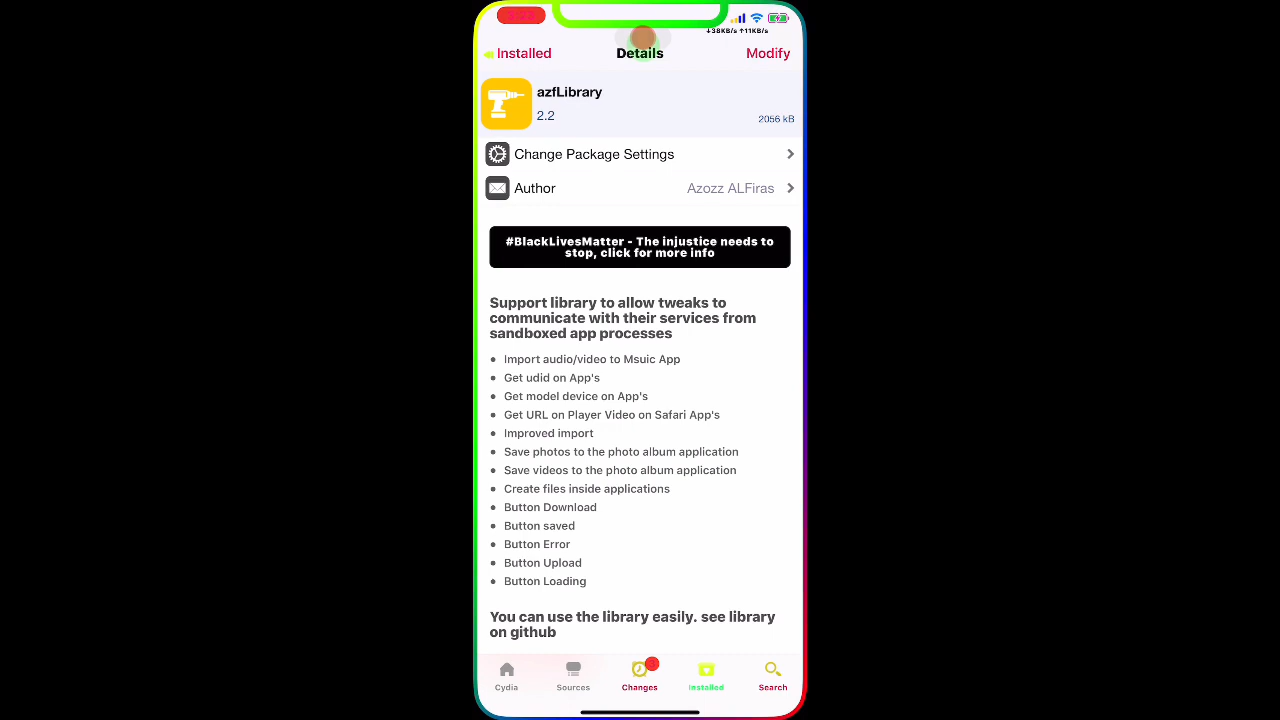 ↓38KB/s ↑11KB/s
Installed
Details
Modify
azfLibrary
2.2
2056 kB
Change Package Settings
Author
Azozz ALFiras
#BlackLivesMatter - The injustice needs to
stop, click for more info
Support library to allow tweaks to
communicate with their services from
sandboxed app processes
Import audio/video to Msuic App
Get udid on App's
Get model device on App's
Get URL on Player Video on Safari App's
Improved import
Save photos to the photo album application
Save videos to the photo album application
Create files inside applications
Button Download
Button saved
Button Error
Button Upload
Button Loading
You can use the library easily. see library
on github
Cydia
Sources
Changes
Installed
Search